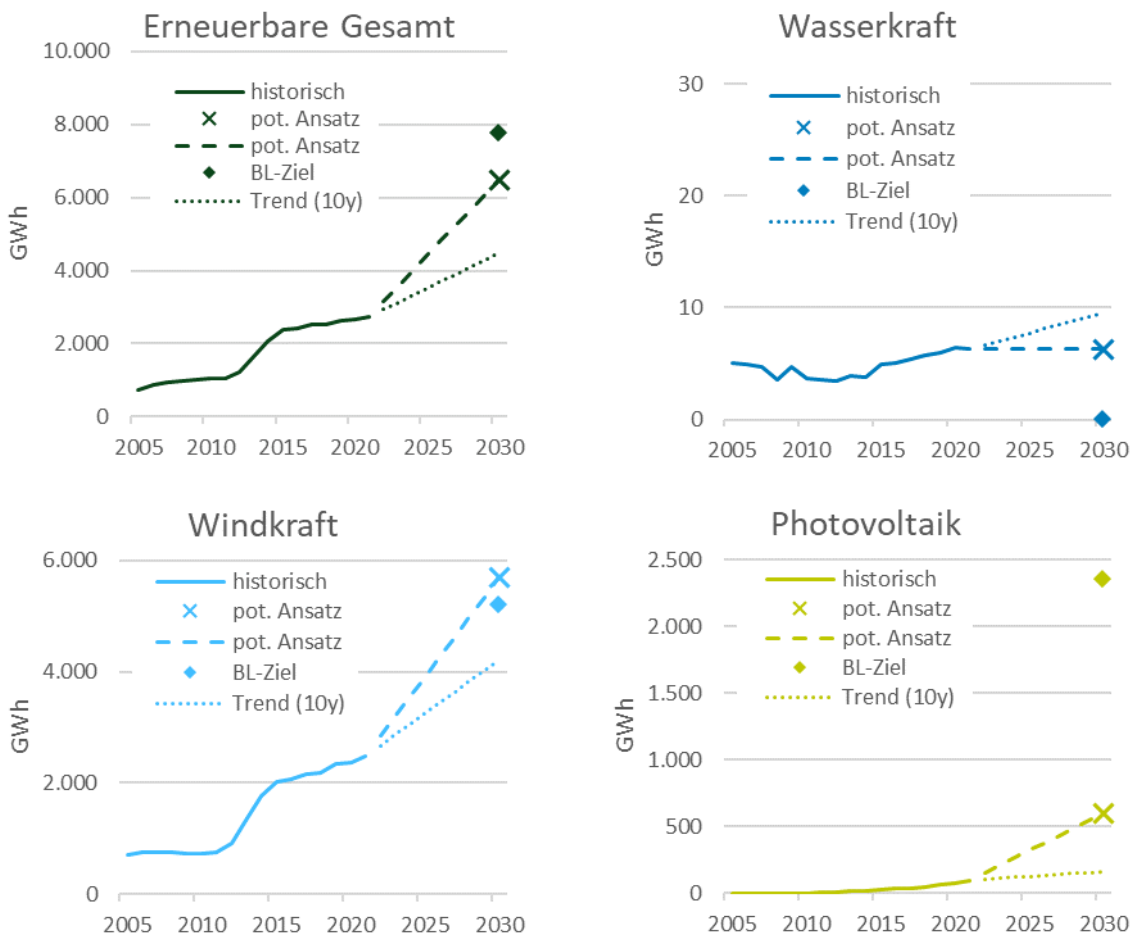 Erneuerbare Gesamt
10.000
8.000
6.000
4.000
2.000
0
GWh
historisch
pot. Ansatz
pot. Ansatz
BL-Ziel
Trend (10y)
2005 2010 2015 2020 2025 2030
Wasserkraft
30
20
10
0
GWh
historisch
pot. Ansatz
pot. Ansatz
BL-Ziel
Trend (10y)
2005 2010 2015 2020 2025 2030
Windkraft
6.000
4.000
2.000
0
GWh
historisch
pot. Ansatz
pot. Ansatz
BL-Ziel
Trend (10y)
2005 2010 2015 2020 2025 2030
Photovoltaik
2.500
2.000
1.500
1.000
500
0
GWh
historisch
pot. Ansatz
pot. Ansatz
BL-Ziel
Trend (10y)
2005 2010 2015 2020 2025 2030